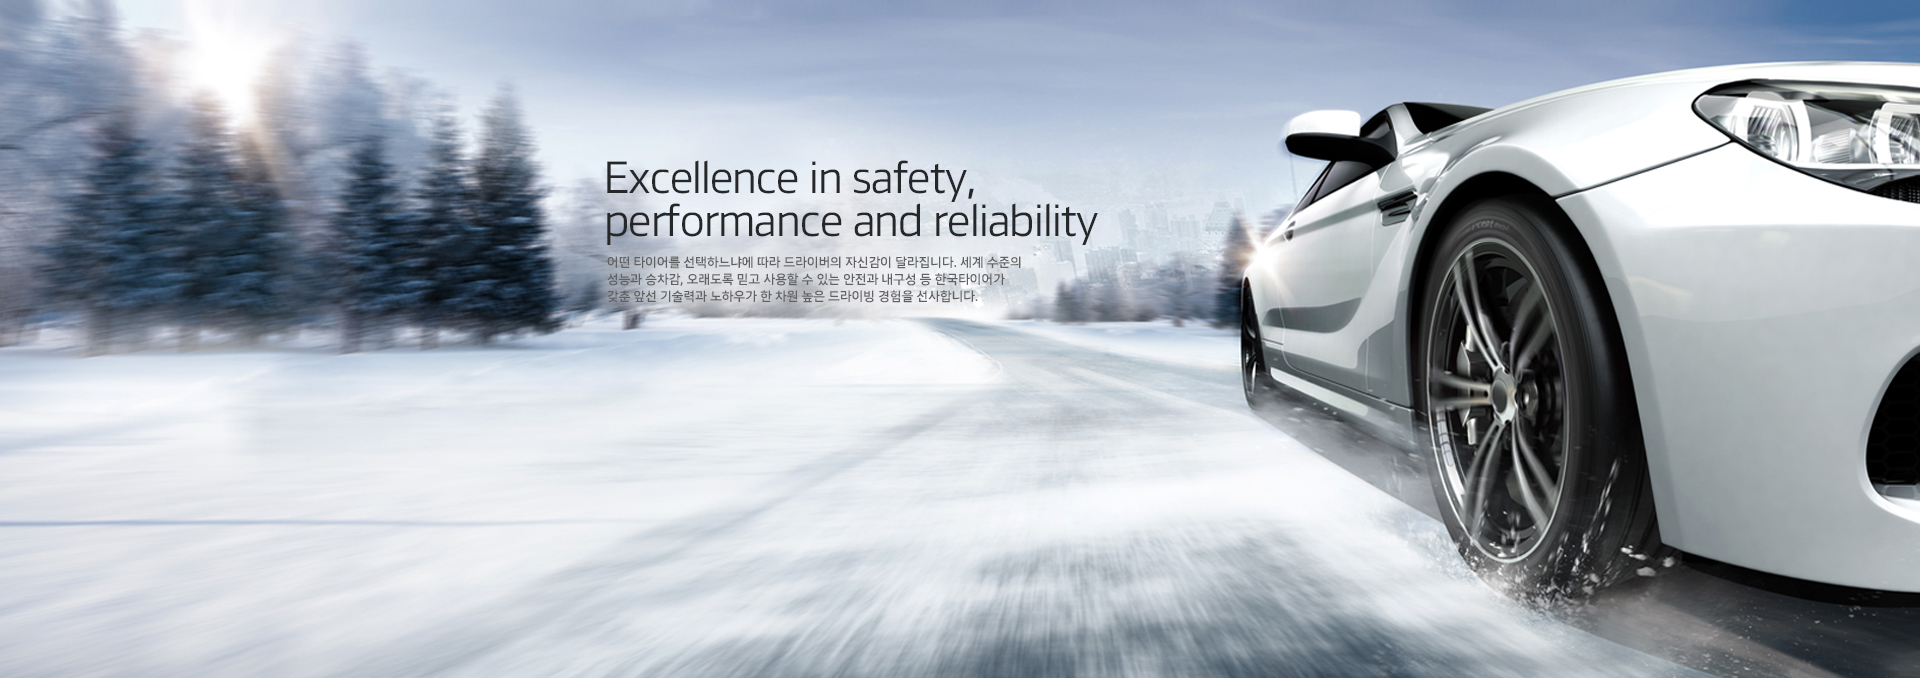 Excellence in safety,
performance and reliability
어떤 타이어를 선택하느냐에 따라 드라이버의 자신감이 달라집니다. 세계 수준의
성능과 승차감, 오래도록 믿고 사용할 수 있는 안전과 내구성 등 한국타이어가
갖춘 앞선 기술력과 노하우가 한 차원 높은 드라이빙 경험을 선사합니다.